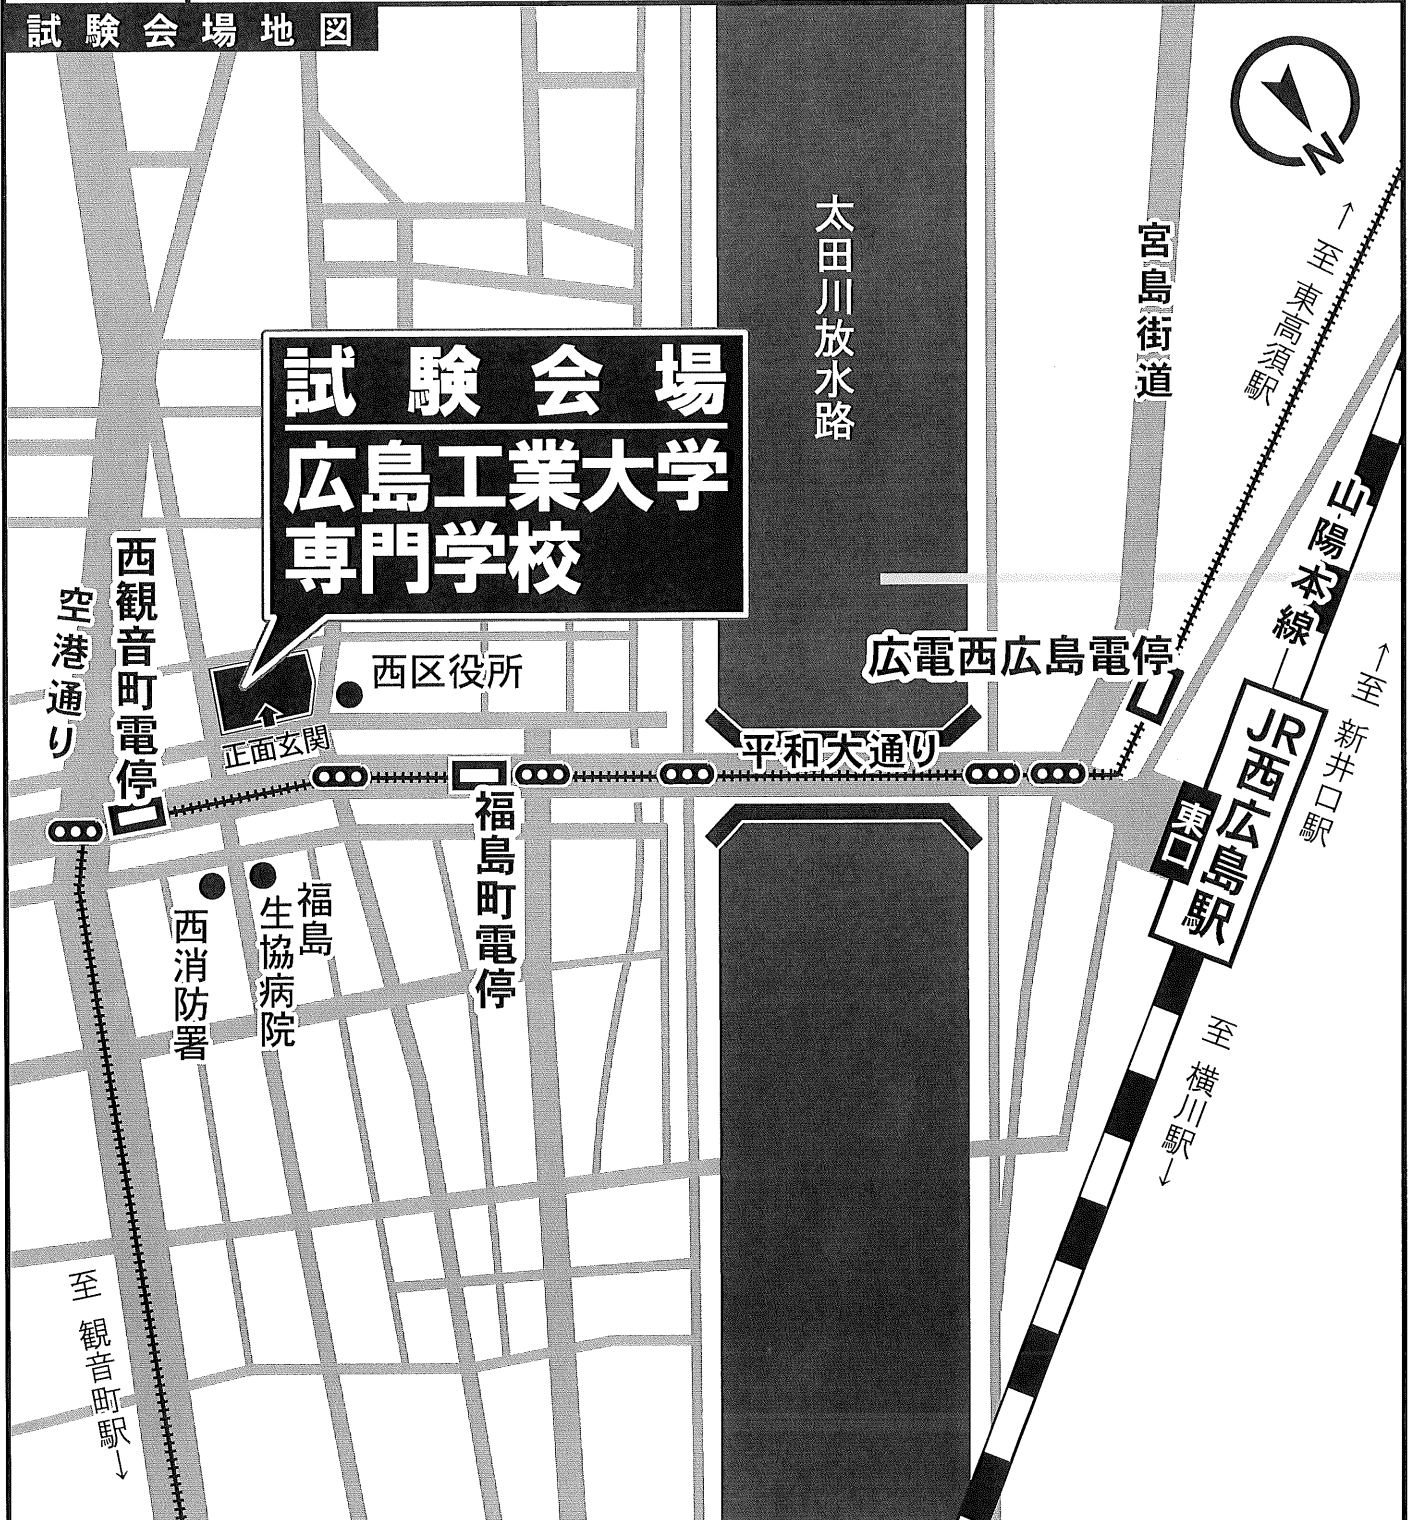 試験会場地図
N
太田川放水路
宮島街道
↑至 東高須駅
試験会場
広島工業大学
専門学校
山陽本線
西観音町電停
空港通り
西区役所
正面玄関
広電西広島電停
平和大通り
↑至 新井口駅
JR西広島駅
東口
福島町電停
福島
生協病院
西消防署
至 横川駅↓
至 観音町駅↓